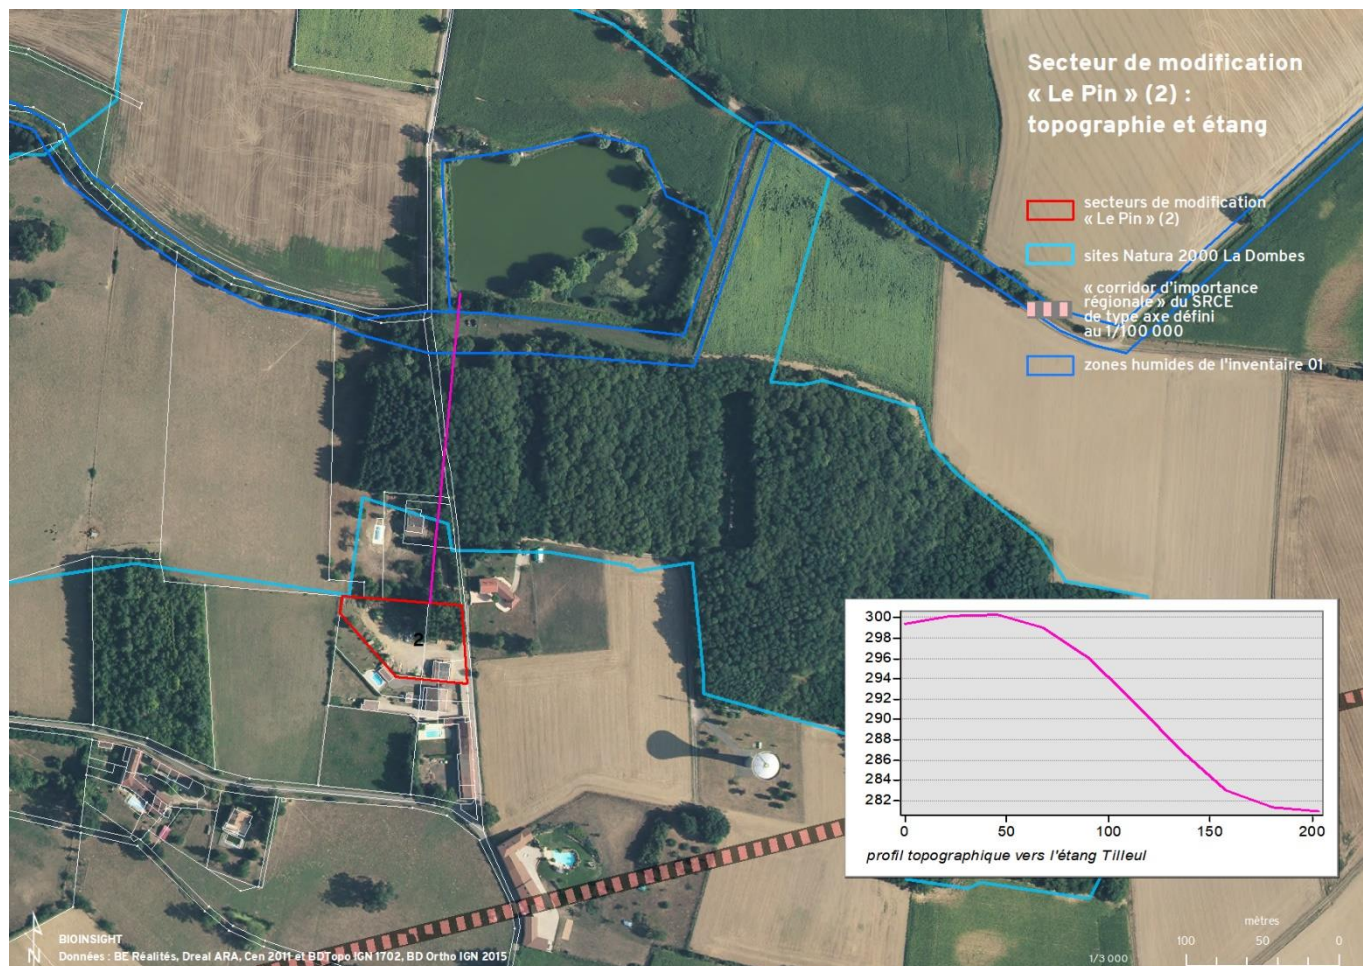 Secteur de modification
« Le Pin » (2) :
topographie et étang
secteurs de modification
« Le Pin » (2)
sites Natura 2000 La Dombes
« corridor d'importance
régionale » du SRCE
de type axe défini
au 1/100 000
zones humides de l'inventaire 01
2
300
298
296
294
292
290
288
286
284
282
0 50 100 150 200
profil topographique vers l'étang Tilleul
BIOINSIGHT
Données : BE Réalités, Dreal ARA, Cen 2011 et BDTopo IGN 1702, BD Ortho IGN 2015
mètres
100 50 0
1/3 000